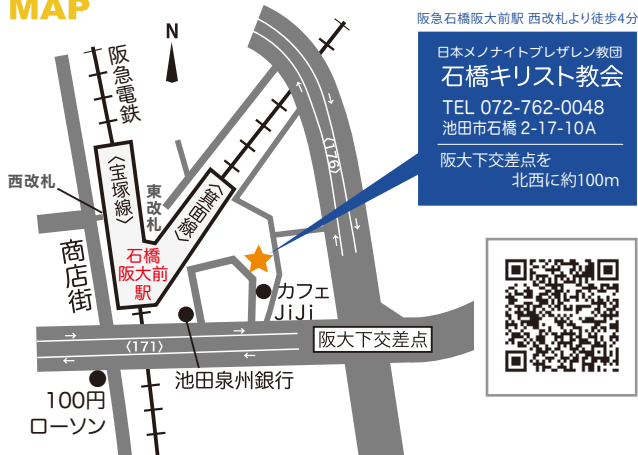 MAP
阪急石橋阪大前駅 西改札より徒歩4分
日本メノナイトブレザレン教団
石橋キリスト教会
TEL 072-762-0048
池田市石橋 2-17-10A
阪大下交差点を
北西に約100m
N
阪急電鉄
〈176〉
西改札
〈宝塚線〉
東改札
〈箕面線〉
商店街
石橋
阪大前
駅
カフェ
JiJi
〈171〉
阪大下交差点
池田泉州銀行
100円
ローソン